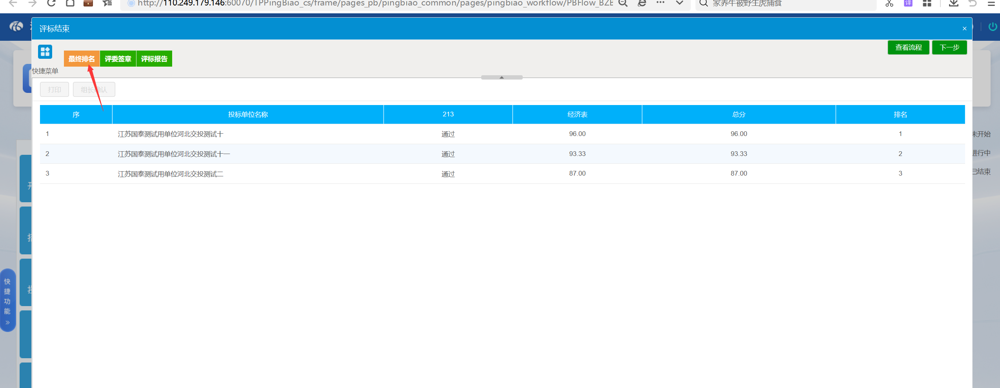 http://110.249.179.146:60070/TPPingBiao_cs/frame/pages_pb/pingbiao_common/pages/pingbiao_workflow/PBFlow_BZB
家养牛被野生虎捕食
译
评标结束
×
查看流程 下一步
最终排名 评委签章 评标报告
快捷菜单
打印 组长确认
序 投标单位名称 213 经济表 总分 排名
1 江苏国泰测试用单位河北交投测试十 通过 96.00 96.00 1
2 江苏国泰测试用单位河北交投测试十一 通过 93.33 93.33 2
3 江苏国泰测试用单位河北交投测试二 通过 87.00 87.00 3
未开始
进行中
已结束
快捷功能